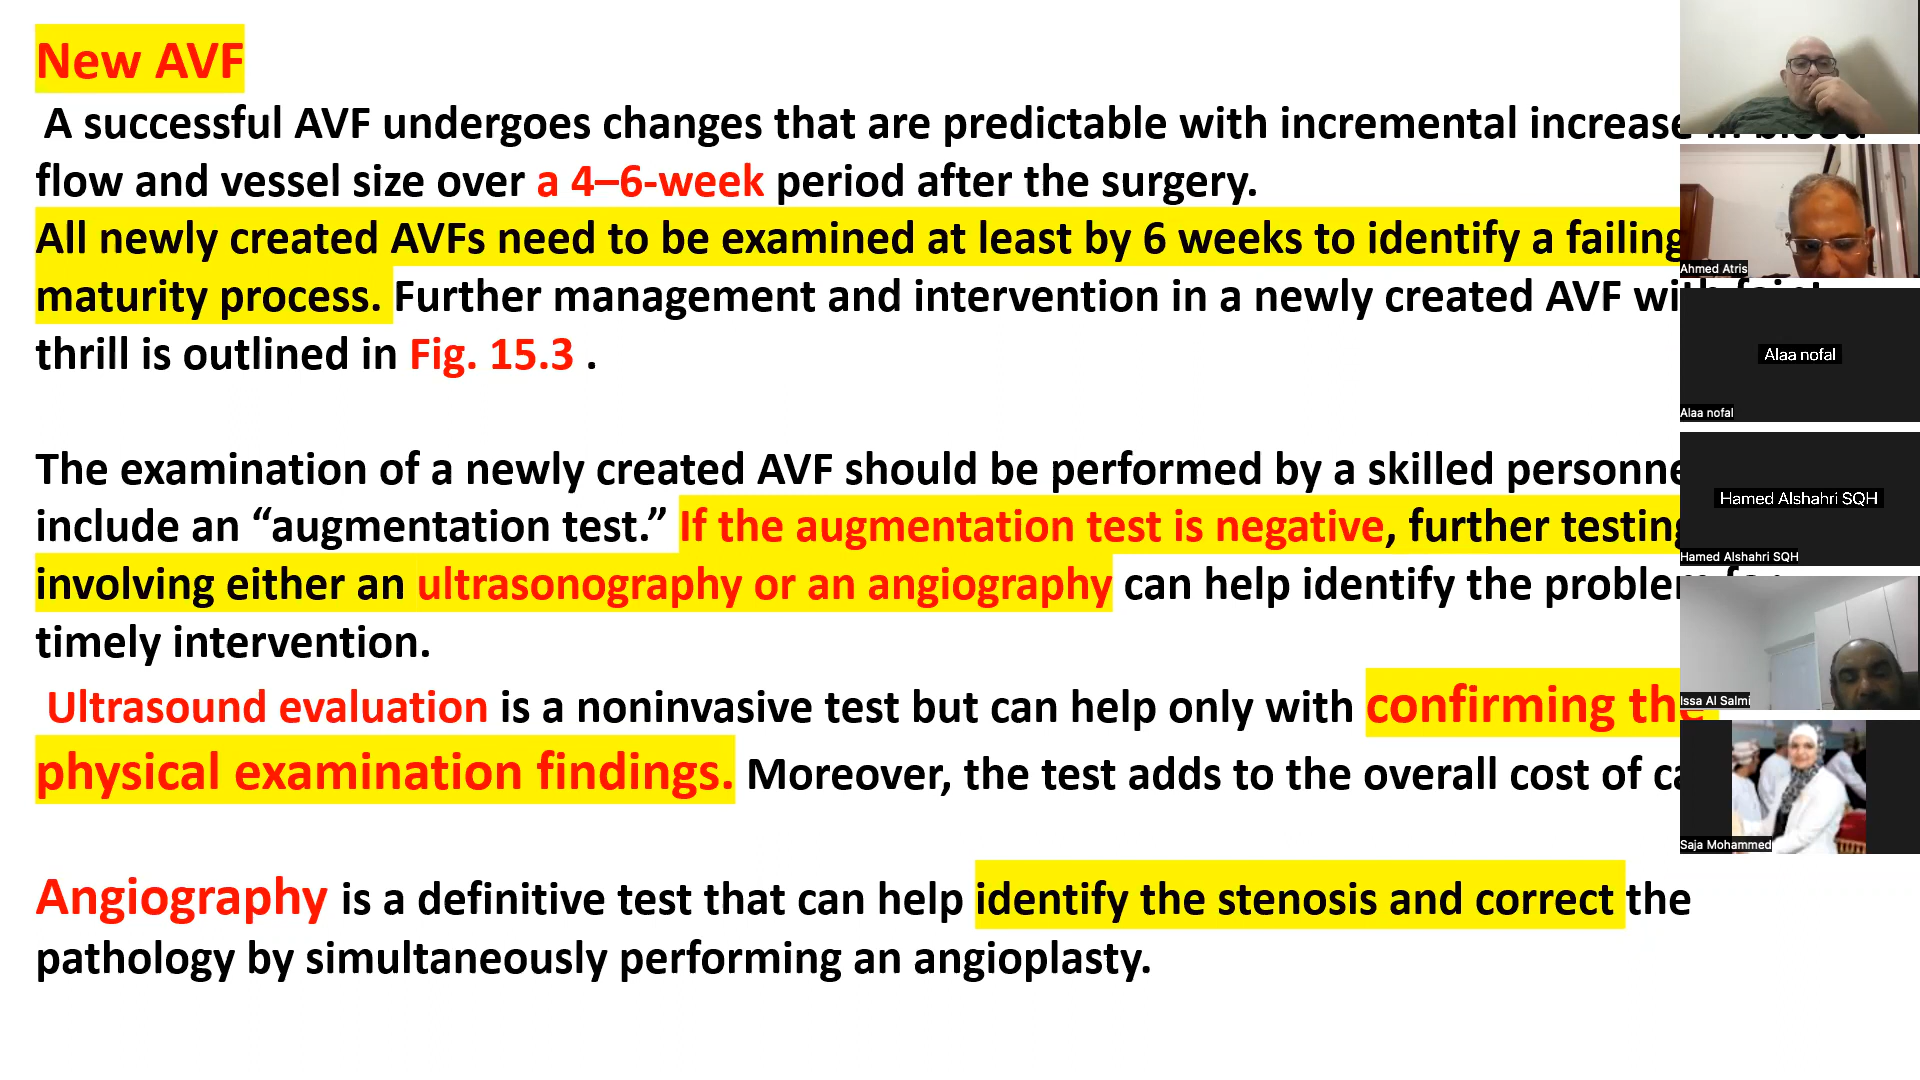 New AVF
A successful AVF undergoes changes that are predictable with incremental increase in blood
flow and vessel size over a 4–6-week period after the surgery.
All newly created AVFs need to be examined at least by 6 weeks to identify a failing
maturity process. Further management and intervention in a newly created AVF with faint
thrill is outlined in Fig. 15.3 .
The examination of a newly created AVF should be performed by a skilled
include an “augmentation test.” If the augmentation test is negative, further testing
involving either an ultrasonography or an angiography can help identify the problem for
timely intervention.
Ultrasound evaluation is a noninvasive test but can help only with confirming the
physical examination findings. Moreover, the test adds to the overall cost of
Angiography is a definitive test that can help identify the stenosis and correct the
pathology by simultaneously performing an angioplasty.
Ahmed Atris
Alaa nofal
Alaa nofal
Hamed Alshahri SQH
Hamed Alshahri SQH
Issa Al Salmi
Saja Mohammed